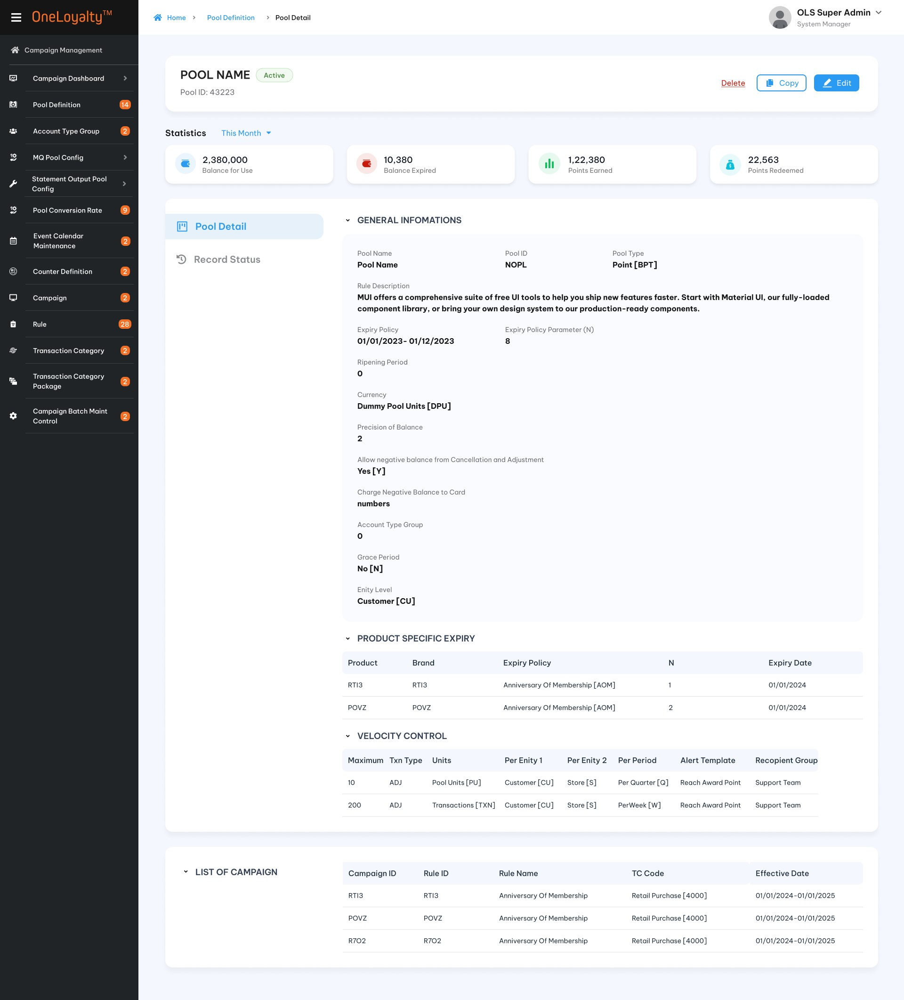 OneLoyalty™
Home > Pool Definition > Pool Detail
OLS Super Admin
System Manager
Campaign Management
Campaign Dashboard
Pool Definition 14
Account Type Group 2
MQ Pool Config
Statement Output Pool
Config
Pool Conversion Rate 9
Event Calendar
Maintenance 2
Counter Definition 2
Campaign 2
Rule 28
Transaction Category 2
Transaction Category
Package 2
Campaign Batch Maint
Control 2
POOL NAME Active
Pool ID: 43223
Delete Copy Edit
Statistics This Month
2,380,000
Balance for Use
10,380
Balance Expired
1,22,380
Points Earned
22,563
Points Redeemed
Pool Detail
Record Status
GENERAL INFOMATIONS
Pool Name Pool ID Pool Type
Pool Name NOPL Point [BPT]
Rule Description
MUI offers a comprehensive suite of free UI tools to help you ship new features faster. Start with Material UI, our fully-loaded
component library, or bring your own design system to our production-ready components.
Expiry Policy Expiry Policy Parameter (N)
01/01/2023- 01/12/2023 8
Ripening Period
0
Currency
Dummy Pool Units [DPU]
Precision of Balance
2
Allow negative balance from Cancellation and Adjustment
Yes [Y]
Charge Negative Balance to Card
numbers
Account Type Group
0
Grace Period
No [N]
Enity Level
Customer [CU]
PRODUCT SPECIFIC EXPIRY
Product Brand Expiry Policy N Expiry Date
RTI3 RTI3 Anniversary Of Membership [AOM] 1 01/01/2024
POVZ POVZ Anniversary Of Membership [AOM] 2 01/01/2024
VELOCITY CONTROL
Maximum Txn Type Units Per Enity 1 Per Enity 2 Per Period Alert Template Recopient Group
10 ADJ Pool Units [PU] Customer [CU] Store [S] Per Quarter [Q] Reach Award Point Support Team
200 ADJ Transactions [TXN] Customer [CU] Store [S] PerWeek [W] Reach Award Point Support Team
LIST OF CAMPAIGN
Campaign ID Rule ID Rule Name TC Code Effective Date
RTI3 RTI3 Anniversary Of Membership Retail Purchase [4000] 01/01/2024-01/01/2025
POVZ POVZ Anniversary Of Membership Retail Purchase [4000] 01/01/2024-01/01/2025
R7O2 R7O2 Anniversary Of Membership Retail Purchase [4000] 01/01/2024-01/01/2025